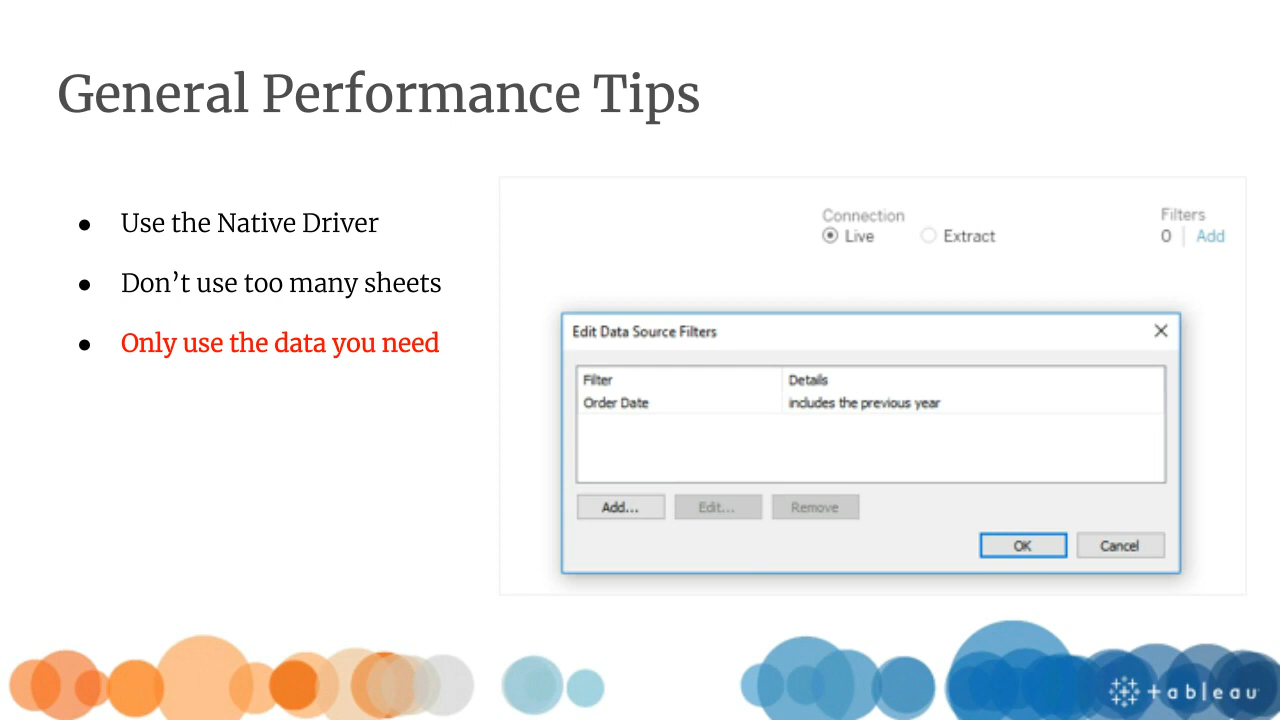 General Performance Tips
● Use the Native Driver
● Don’t use too many sheets
● Only use the data you need
Connection
Live Extract
Filters
0 | Add
Edit Data Source Filters
Filter Details
Order Date includes the previous year
Add... Edit... Remove
OK Cancel
tableau